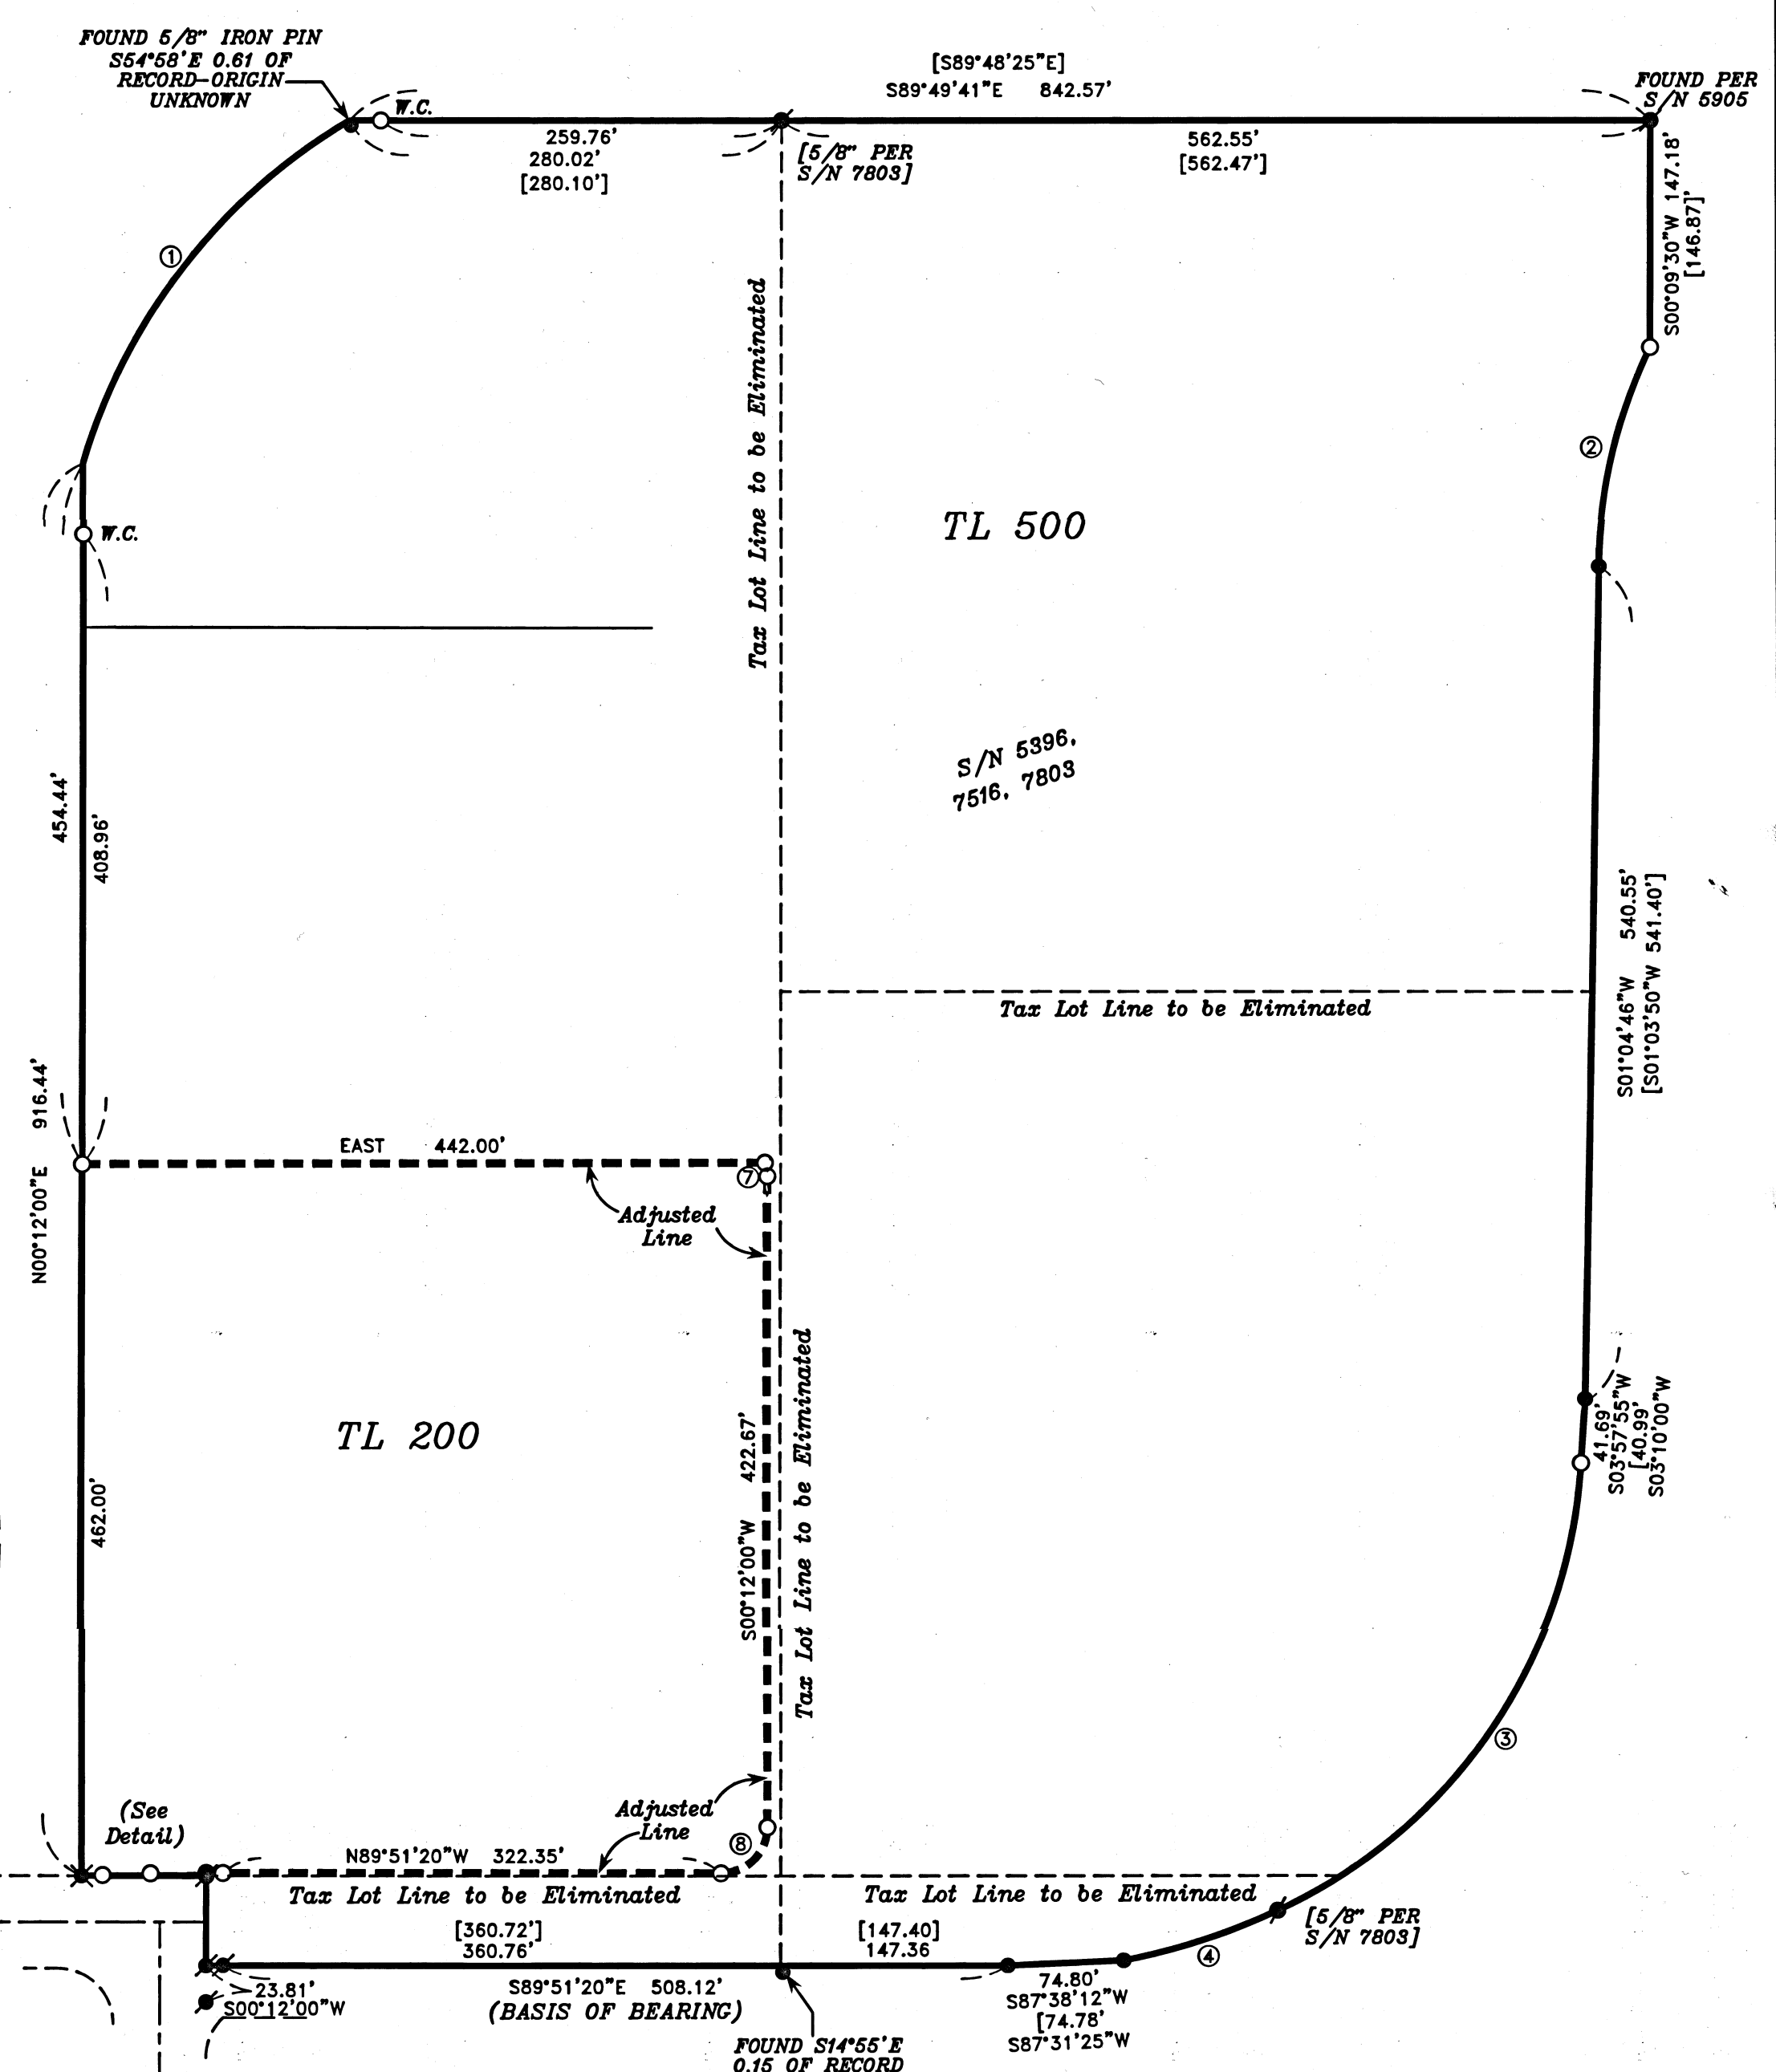 FOUND 5/8" IRON PIN
S54°58'E 0.61 OF
RECORD-ORIGIN
UNKNOWN
W.C.
[S89°48'25"E]
S89°49'41"E 842.57'
FOUND PER
S/N 5905
259.76'
280.02'
[280.10']
[5/8" PER
S/N 7803]
562.55'
[562.47']
S00°09'30"W 147.18'
[146.87]'
①
②
W.C.
Tax Lot Line to be Eliminated
TL 500
S/N 5396,
7516, 7803
454.44'
408.96'
540.55'
S01°04'46"W
[S01°03'50"W 541.40']
Tax Lot Line to be Eliminated
N00°12'00"E 916.44'
EAST 442.00'
⑦
Adjusted
Line
TL 200
462.00'
S00°12'00"W 422.67'
Tax Lot Line to be Eliminated
41.69'
S03°57'55"W
[40.99'
S03°10'00"W
③
(See
Detail)
Adjusted
Line
⑧
N89°51'20"W 322.35'
Tax Lot Line to be Eliminated
Tax Lot Line to be Eliminated
[360.72']
360.76'
[147.40]
147.36
[5/8" PER
S/N 7803]
④
23.81'
S00°12'00"W
S89°51'20"E 508.12'
(BASIS OF BEARING)
74.80'
S87°38'12"W
[74.78'
S87°31'25"W
FOUND S14°55'E
0.15 OF RECORD